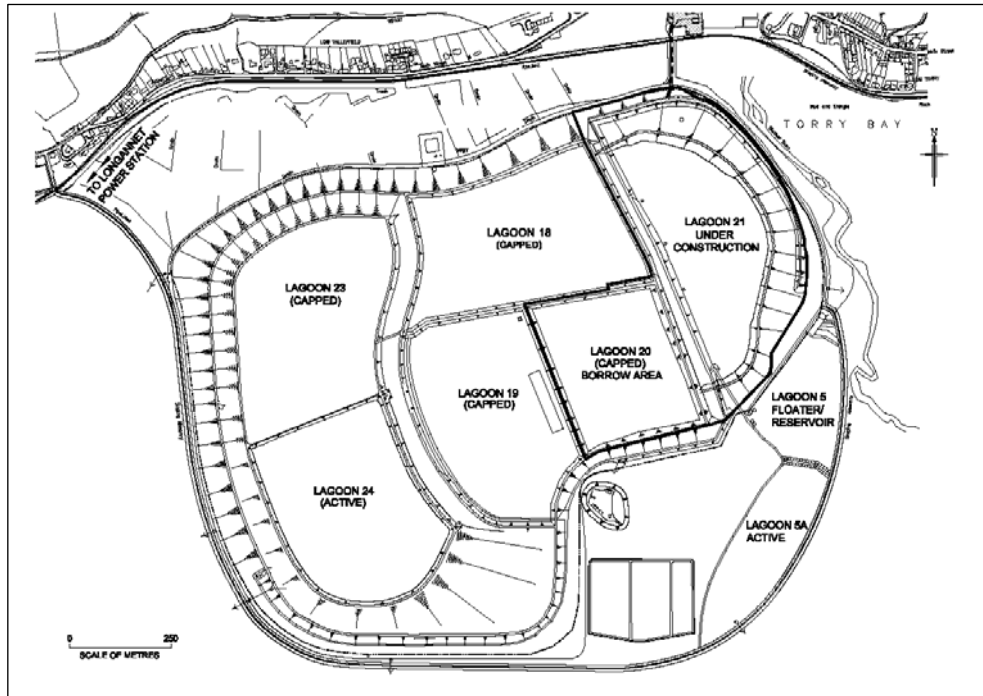 TORRY BAY
N
TO LONGANNET
POWER STATION
LAGOON 21
UNDER
CONSTRUCTION
LAGOON 18
(CAPPED)
LAGOON 23
(CAPPED)
LAGOON 20
(CAPPED)
BORROW AREA
LAGOON 19
(CAPPED)
LAGOON 5
FLOATER/
RESERVOIR
LAGOON 24
(ACTIVE)
LAGOON 5A
ACTIVE
0 250
SCALE OF METRES